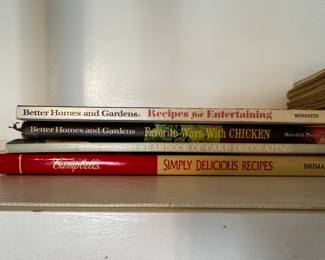 Better Homes and Gardens® Recipes for Entertaining MEREDITH
Better Homes and Gardens Favorite Ways With CHICKEN Meredith
YEARBOOK OF CAKE DECORATING
Campbell's SIMPLY DELICIOUS RECIPES